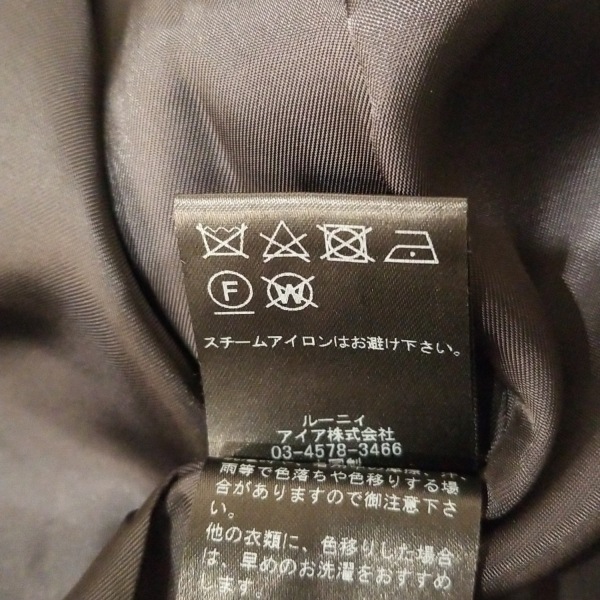 F
W
スチームアイロンはお避け下さい。
ルーニィ
アイア株式会社
03-4578-3466
雨等で色落ちや色移りする場
合がありますので御注意下さ
い。
他の衣類に、色移りした場合
は、早めのお洗濯をおすすめ
します。